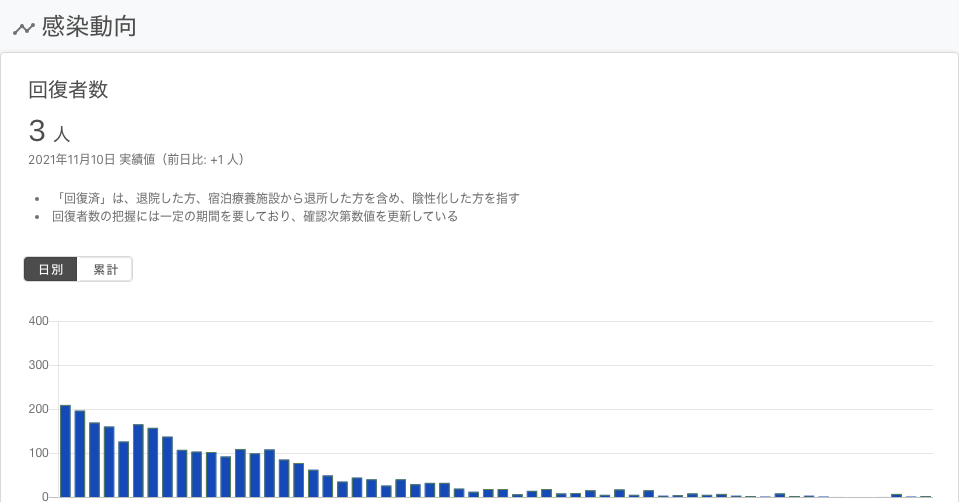 感染動向
回復者数
3 人
2021年11月10日 実績値（前日比: +1 人）
「回復済」は、退院した方、宿泊療養施設から退所した方を含め、陰性化した方を指す
回復者数の把握には一定の期間を要しており、確認次第数値を更新している
日別 累計
400
300
200
100
0